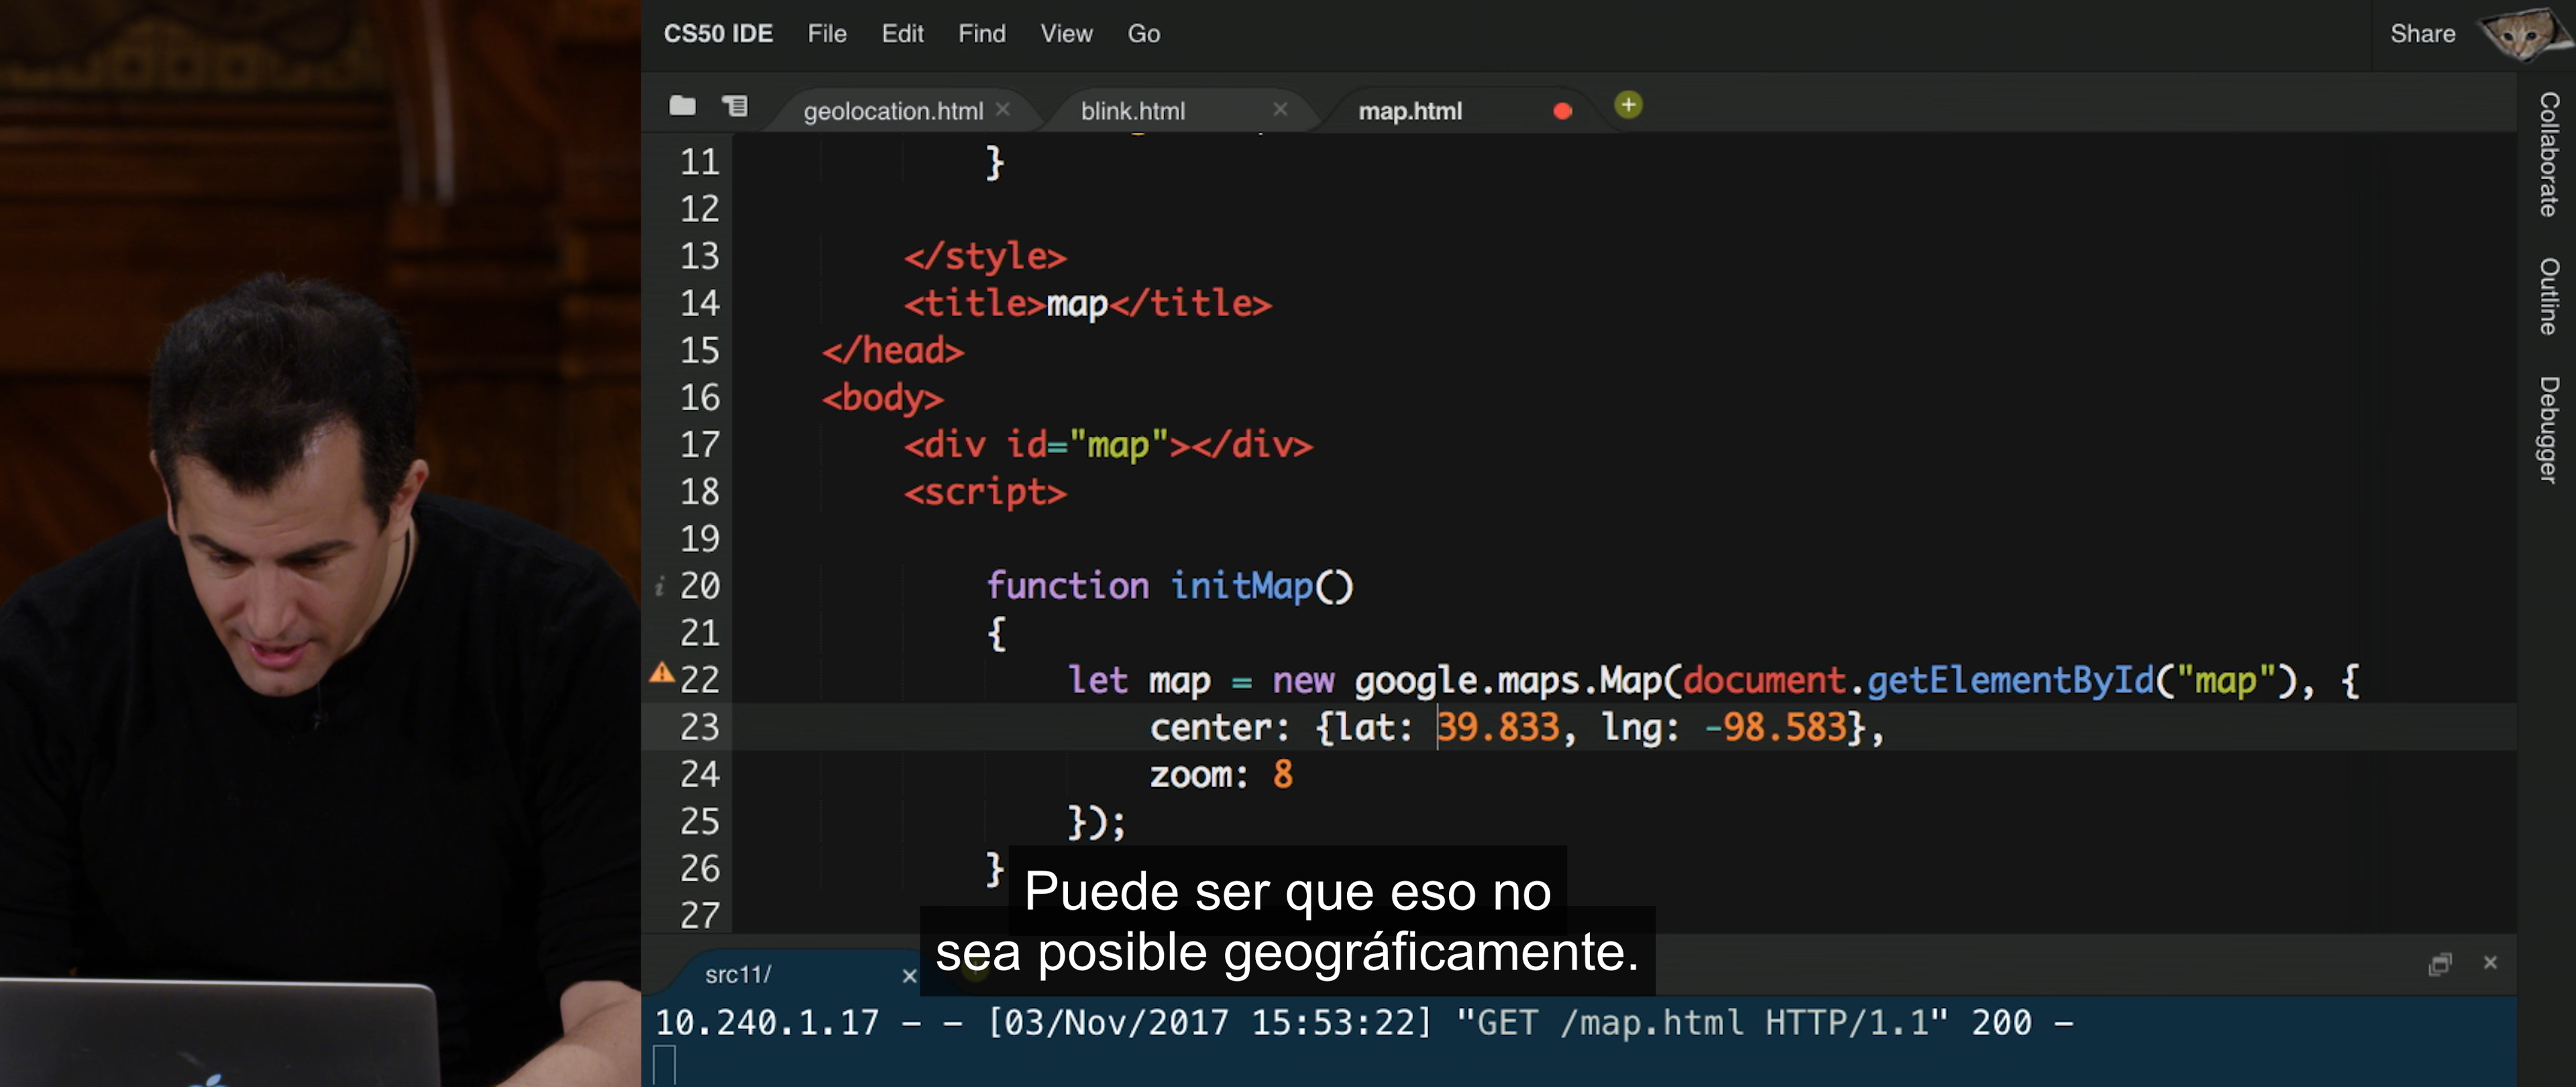 CS50 IDE File Edit Find View Go Share
geolocation.html blink.html map.html
11 }
12
13 </style>
14 <title>map</title>
15 </head>
16 <body>
17 <div id="map"></div>
18 <script>
19
20 function initMap()
21 {
22 let map = new google.maps.Map(document.getElementById("map"), {
23 center: {lat: 39.833, lng: -98.583},
24 zoom: 8
25 });
26 }
27
Puede ser que eso no
sea posible geográficamente.
src11/
10.240.1.17 - - [03/Nov/2017 15:53:22] "GET /map.html HTTP/1.1" 200 -
Collaborate
Outline
Debugger